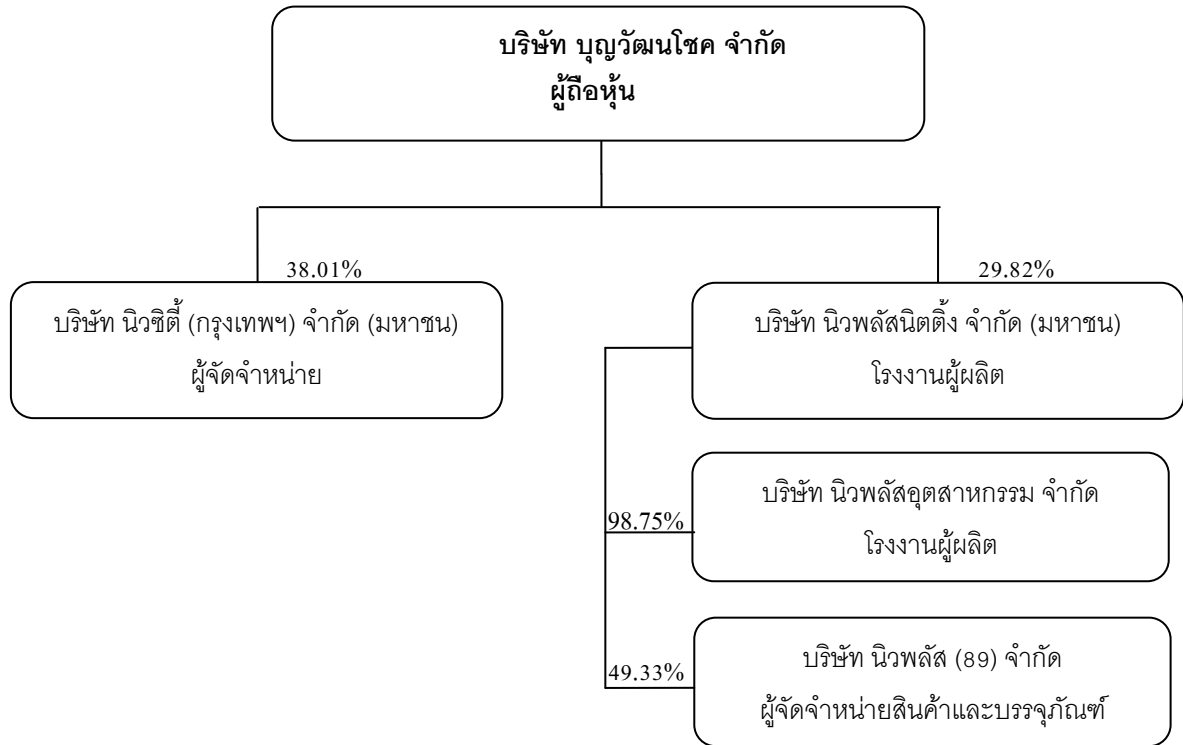 บริษัท บุญวัฒนโชค จำกัด
ผู้ถือหุ้น
38.01%
29.82%
บริษัท นิวซิตี้ (กรุงเทพฯ) จำกัด (มหาชน)
ผู้จัดจำหน่าย
บริษัท นิวพลัสนิตติ้ง จำกัด (มหาชน)
โรงงานผู้ผลิต
98.75%
บริษัท นิวพลัสอุตสาหกรรม จำกัด
โรงงานผู้ผลิต
49.33%
บริษัท นิวพลัส (89) จำกัด
ผู้จัดจำหน่ายสินค้าและบรรจุภัณฑ์